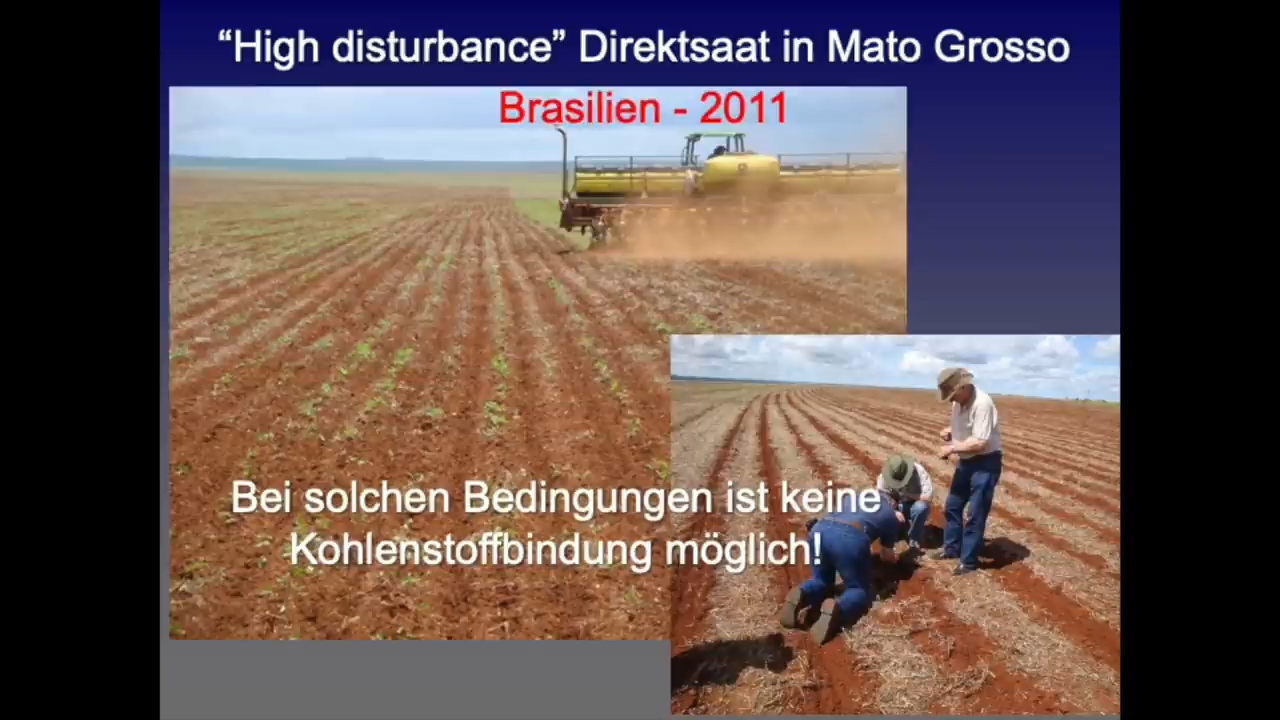 “High disturbance” Direktsaat in Mato Grosso
Brasilien - 2011
Bei solchen Bedingungen ist keine
Kohlenstoffbindung möglich!